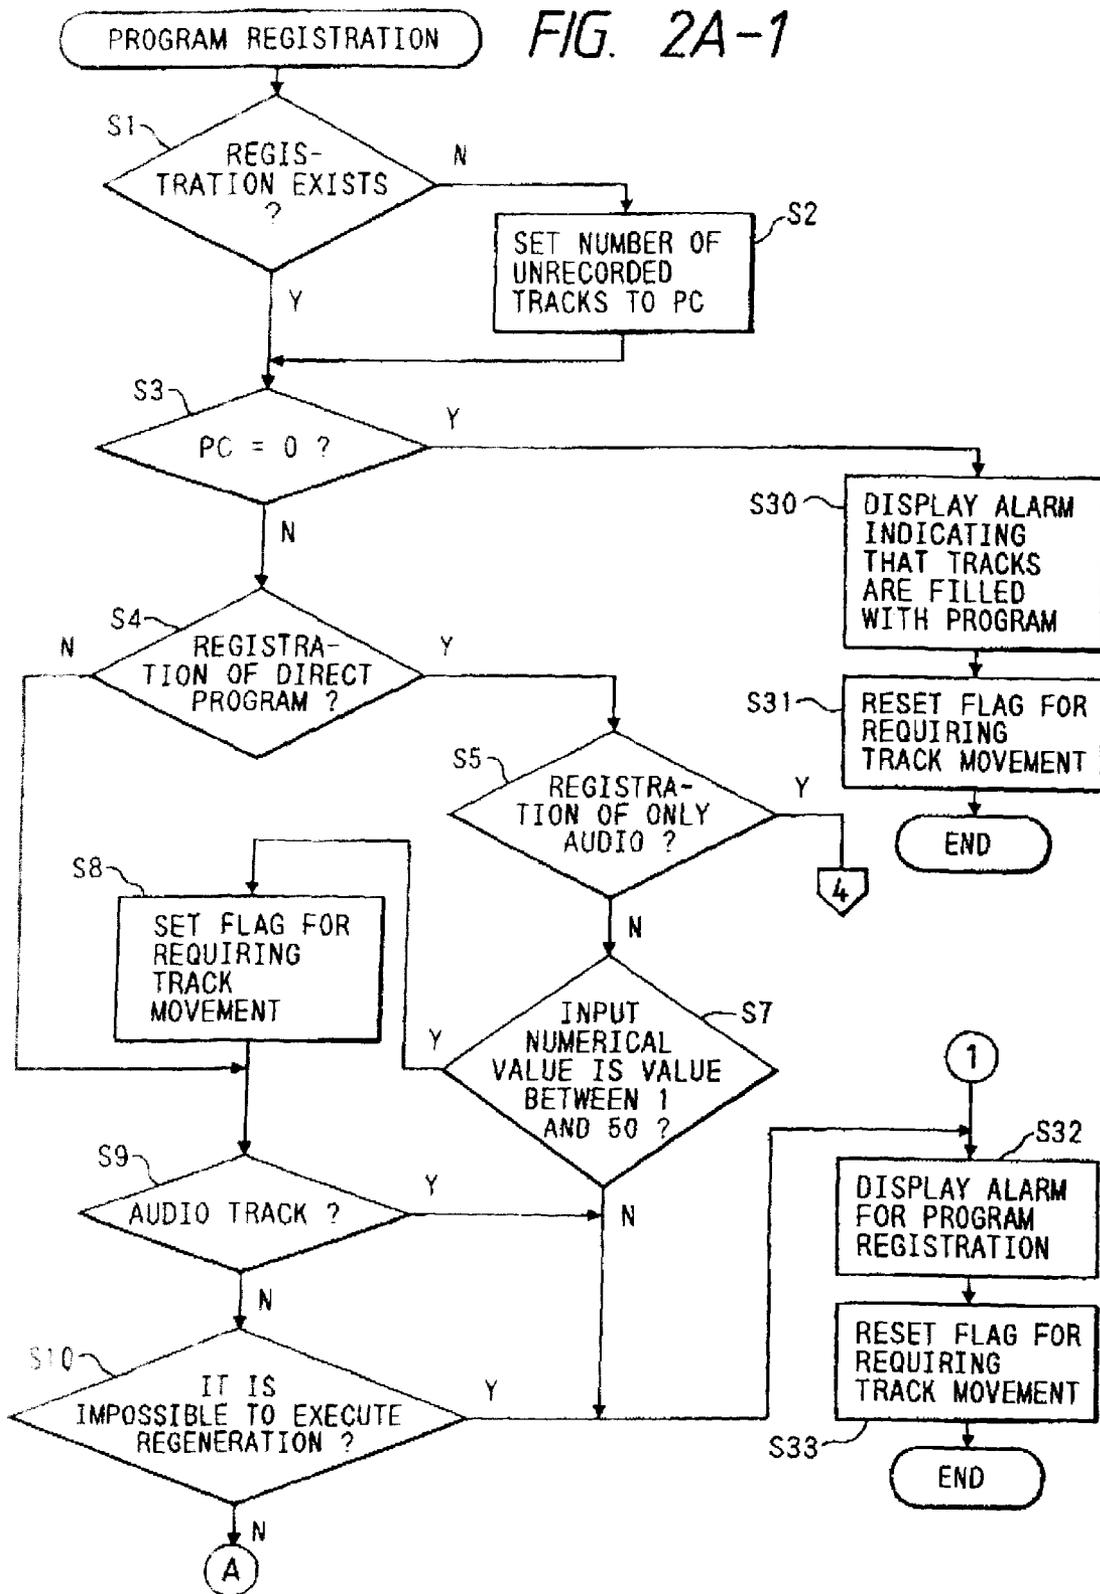 FIG. 2A-1
PROGRAM REGISTRATION
S1
REGIS-
TRATION EXISTS
?
N
Y
S2
SET NUMBER OF
UNRECORDED
TRACKS TO PC
S3
PC = 0 ?
Y
N
S30
DISPLAY ALARM
INDICATING
THAT TRACKS
ARE FILLED
WITH PROGRAM
S4
REGISTRA-
TION OF DIRECT
PROGRAM ?
N
Y
S31
RESET FLAG FOR
REQUIRING
TRACK MOVEMENT
END
S5
REGISTRA-
TION OF ONLY
AUDIO ?
Y
4
N
S8
SET FLAG FOR
REQUIRING
TRACK
MOVEMENT
S7
INPUT
NUMERICAL
VALUE IS VALUE
BETWEEN 1
AND 50 ?
Y
N
1
S9
AUDIO TRACK ?
Y
N
S32
DISPLAY ALARM
FOR PROGRAM
REGISTRATION
S10
IT IS
IMPOSSIBLE TO EXECUTE
REGENERATION ?
Y
N
A
S33
RESET FLAG FOR
REQUIRING
TRACK MOVEMENT
END